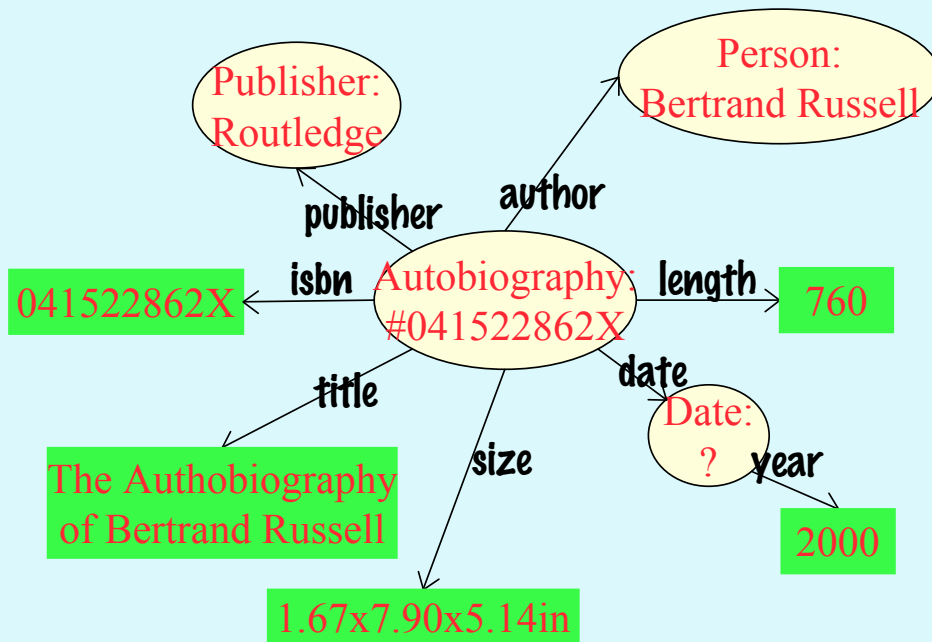 Publisher:
Routledge
Person:
Bertrand Russell
publisher
author
041522862X
isbn
Autobiography:
#041522862X
length
760
title
date
Date:
?
size
year
The Authobiography
of Bertrand Russell
2000
1.67x7.90x5.14in